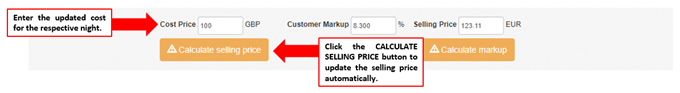 Enter the updated cost
for the respective night.
Cost Price 100 GBP Customer Markup 8.300 % Selling Price 123.11 EUR
Calculate selling price
Click the CALCULATE
SELLING PRICE button to
update the selling price
automatically.
Calculate markup